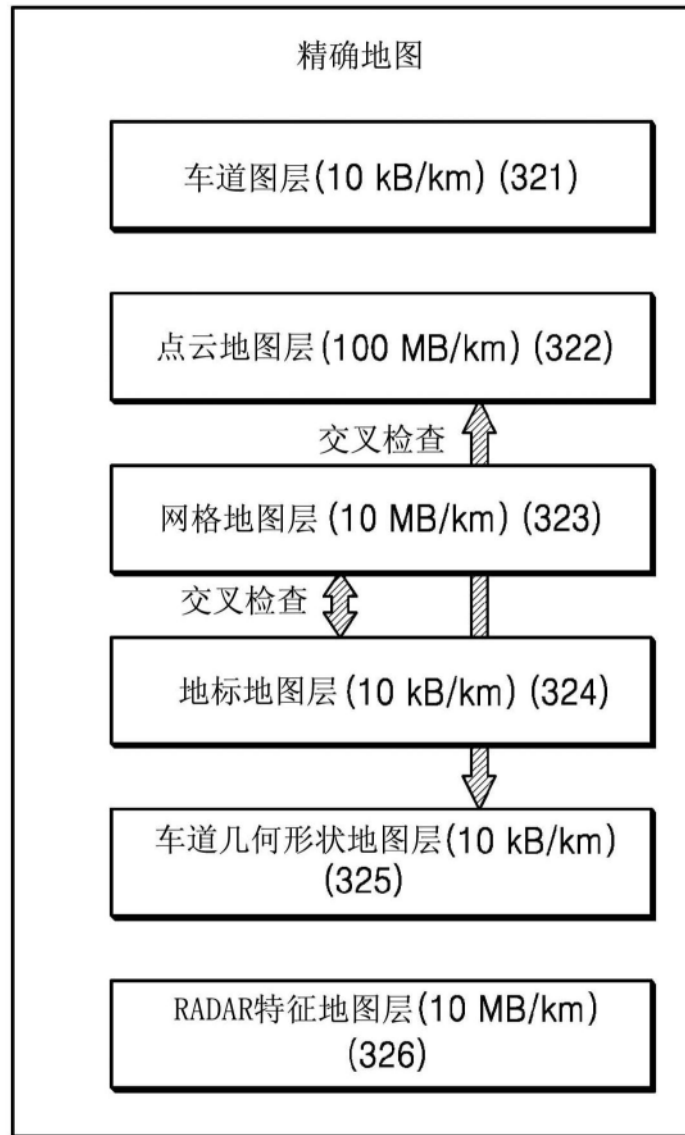 精确地图
车道图层(10 kB/km) (321)
点云地图层(100 MB/km) (322)
交叉检查
网格地图层(10 MB/km) (323)
交叉检查
地标地图层(10 kB/km) (324)
车道几何形状地图层(10 kB/km)
(325)
RADAR特征地图层(10 MB/km)
(326)